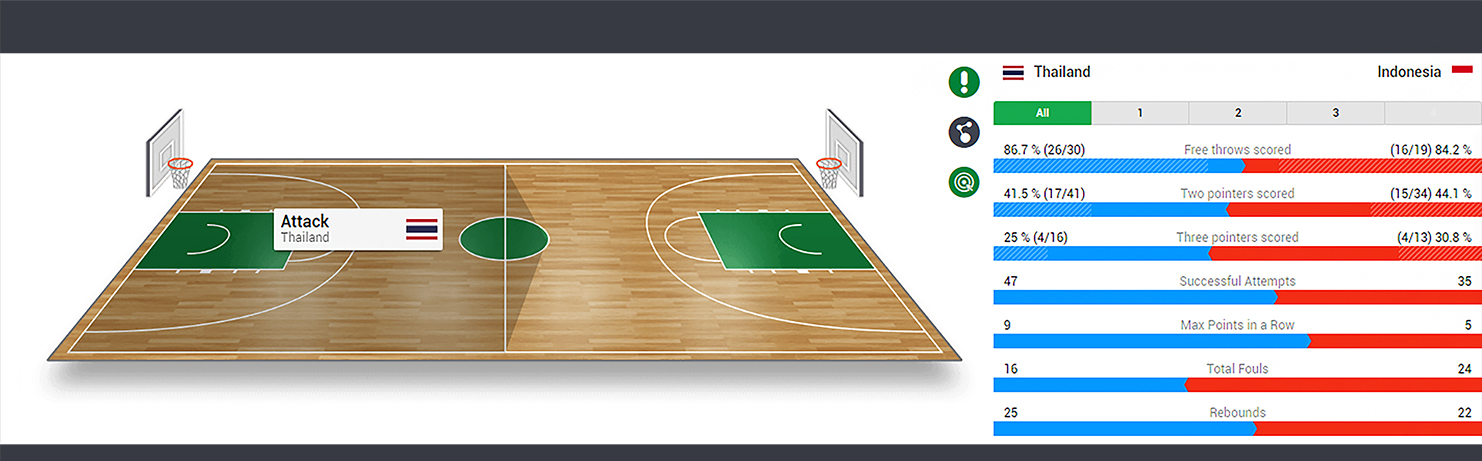 Thailand Indonesia
All 1 2 3
86.7 % (26/30) Free throws scored (16/19) 84.2 %
41.5 % (17/41) Two pointers scored (15/34) 44.1 %
25 % (4/16) Three pointers scored (4/13) 30.8 %
47 Successful Attempts 35
9 Max Points in a Row 5
16 Total Fouls 24
25 Rebounds 22
Attack
Thailand